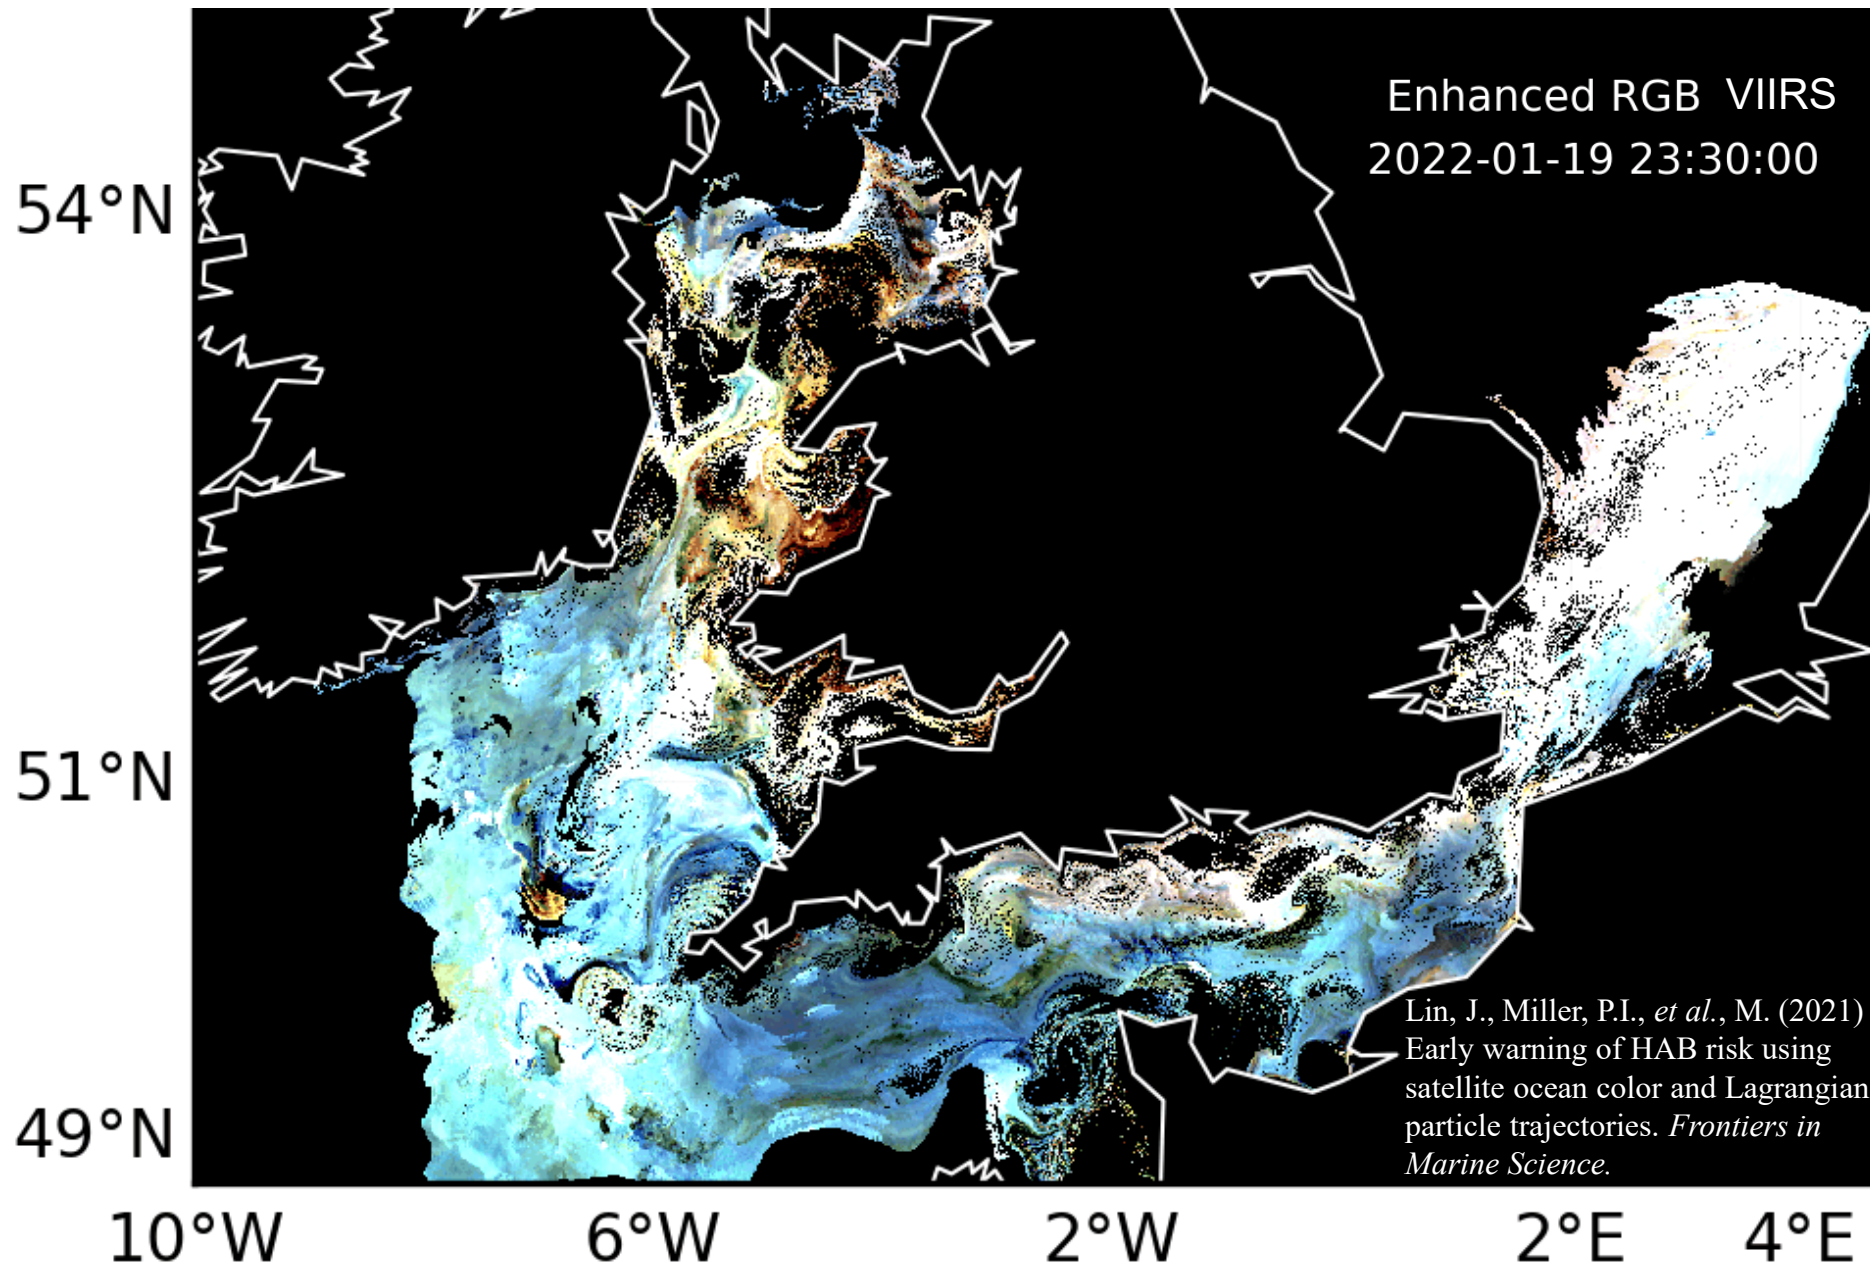 Enhanced RGB VIIRS
2022-01-19 23:30:00
54°N
51°N
49°N
Lin, J., Miller, P.I., et al., M. (2021)
Early warning of HAB risk using
satellite ocean color and Lagrangian
particle trajectories. Frontiers in
Marine Science.
10°W 6°W 2°W 2°E 4°E